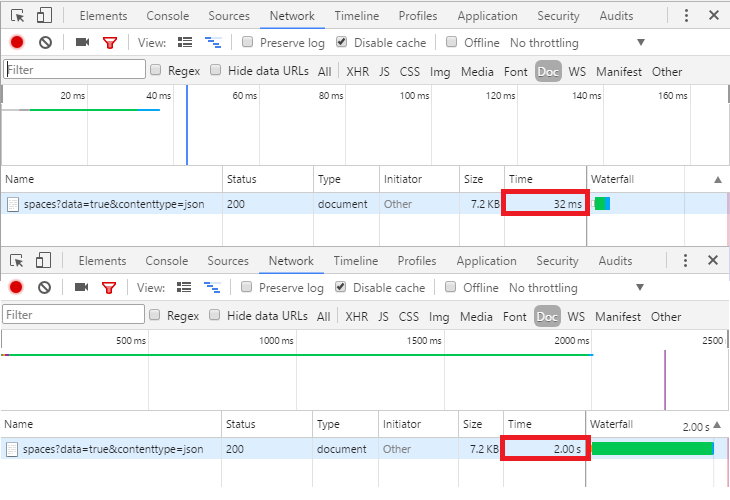 Elements Console Sources Network Timeline Profiles Application Security Audits
View: Preserve log Disable cache Offline No throttling
Filter Regex Hide data URLs All XHR JS CSS Img Media Font Doc WS Manifest Other
20 ms 40 ms 60 ms 80 ms 100 ms 120 ms 140 ms 160 ms
Name Status Type Initiator Size Time Waterfall
spaces?data=true&contenttype=json 200 document Other 7.2 KB 32 ms
Elements Console Sources Network Timeline Profiles Application Security Audits
View: Preserve log Disable cache Offline No throttling
Filter Regex Hide data URLs All XHR JS CSS Img Media Font Doc WS Manifest Other
500 ms 1000 ms 1500 ms 2000 ms 2500
Name Status Type Initiator Size Time Waterfall 2.00 s
spaces?data=true&contenttype=json 200 document Other 7.2 KB 2.00 s